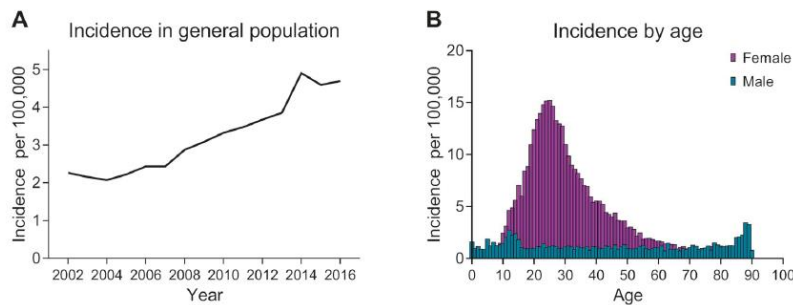 A
Incidence in general population
Incidence per 100,000
5
4
3
2
1
0
2002 2004 2006 2008 2010 2012 2014 2016
Year
B
Incidence by age
Incidence per 100,000
20
15
10
5
0
Female
Male
0 10 20 30 40 50 60 70 80 90 100
Age